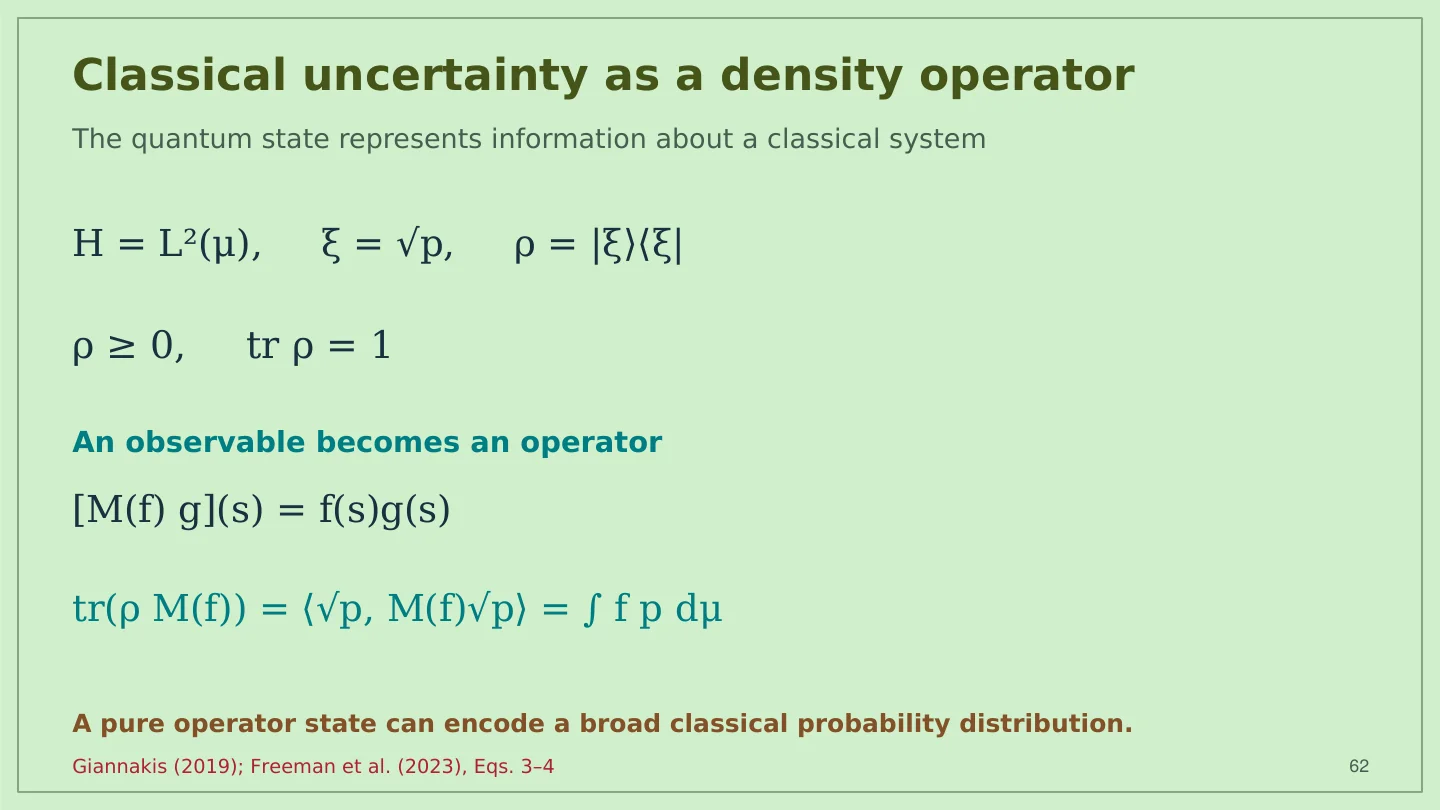 Classical uncertainty as a density operator
The quantum state represents information about a classical system
H = L²(μ),  ξ = √p,  ρ = |ξ⟩⟨ξ|
ρ ≥ 0,  tr ρ = 1
An observable becomes an operator
[M(f) g](s) = f(s)g(s)
tr(ρ M(f)) = ⟨√p, M(f)√p⟩ = ∫ f p dμ
A pure operator state can encode a broad classical probability distribution.
Giannakis (2019); Freeman et al. (2023), Eqs. 3–4
62